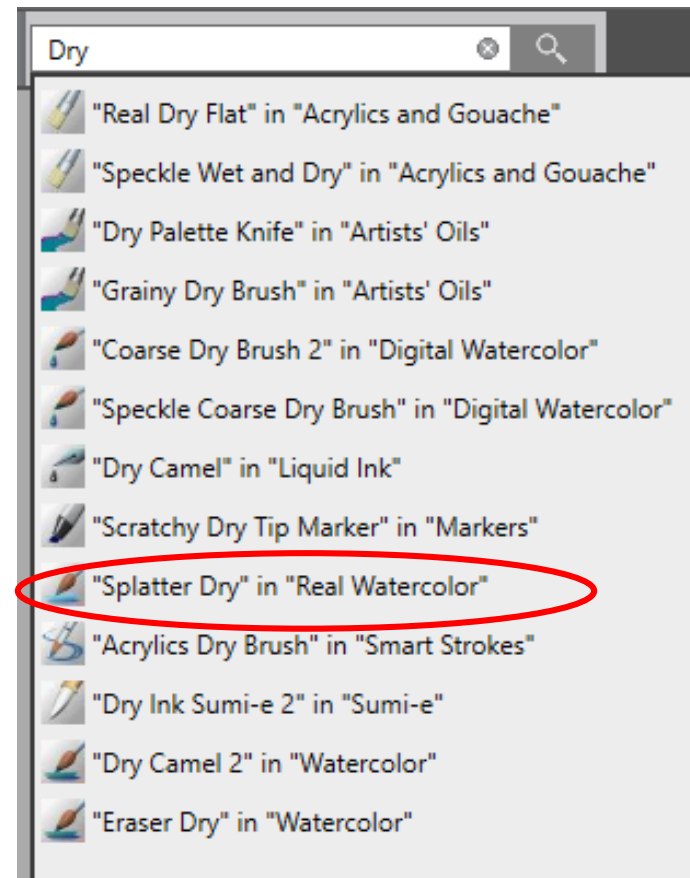 Dry
"Real Dry Flat" in "Acrylics and Gouache"
"Speckle Wet and Dry" in "Acrylics and Gouache"
"Dry Palette Knife" in "Artists' Oils"
"Grainy Dry Brush" in "Artists' Oils"
"Coarse Dry Brush 2" in "Digital Watercolor"
"Speckle Coarse Dry Brush" in "Digital Watercolor"
"Dry Camel" in "Liquid Ink"
"Scratchy Dry Tip Marker" in "Markers"
"Splatter Dry" in "Real Watercolor"
"Acrylics Dry Brush" in "Smart Strokes"
"Dry Ink Sumi-e 2" in "Sumi-e"
"Dry Camel 2" in "Watercolor"
"Eraser Dry" in "Watercolor"